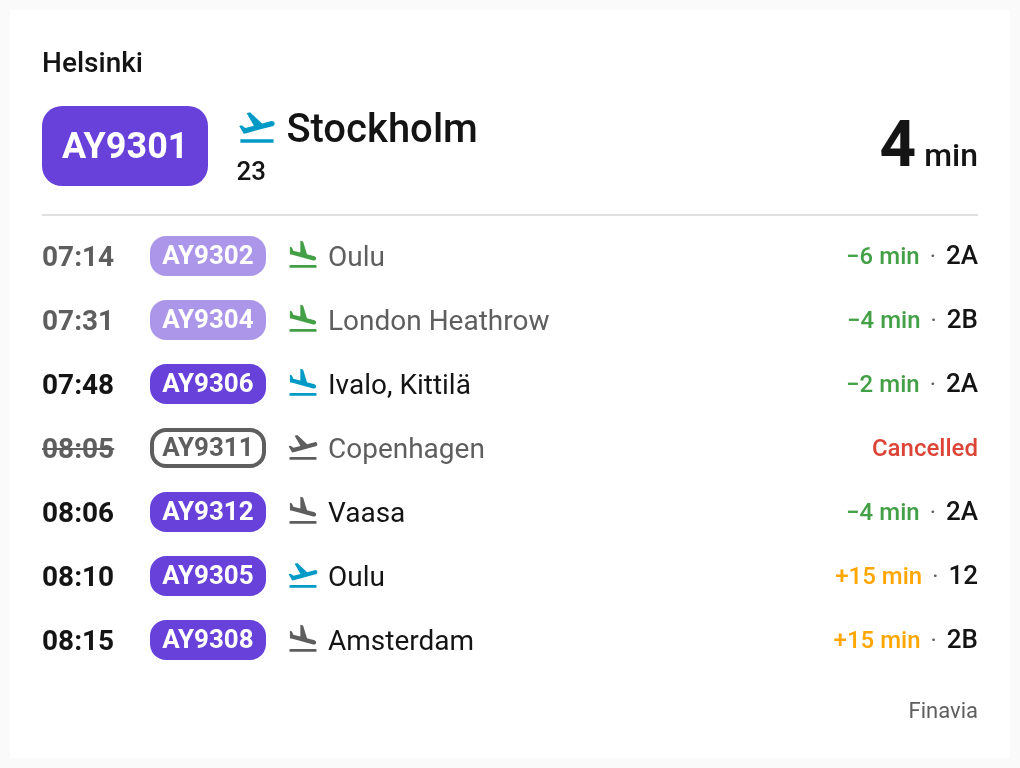 Helsinki
AY9301 Stockholm 4 min
23
07:14 AY9302 Oulu −6 min · 2A
07:31 AY9304 London Heathrow −4 min · 2B
07:48 AY9306 Ivalo, Kittilä −2 min · 2A
08:05 AY9311 Copenhagen Cancelled
08:06 AY9312 Vaasa −4 min · 2A
08:10 AY9305 Oulu +15 min · 12
08:15 AY9308 Amsterdam +15 min · 2B
Finavia